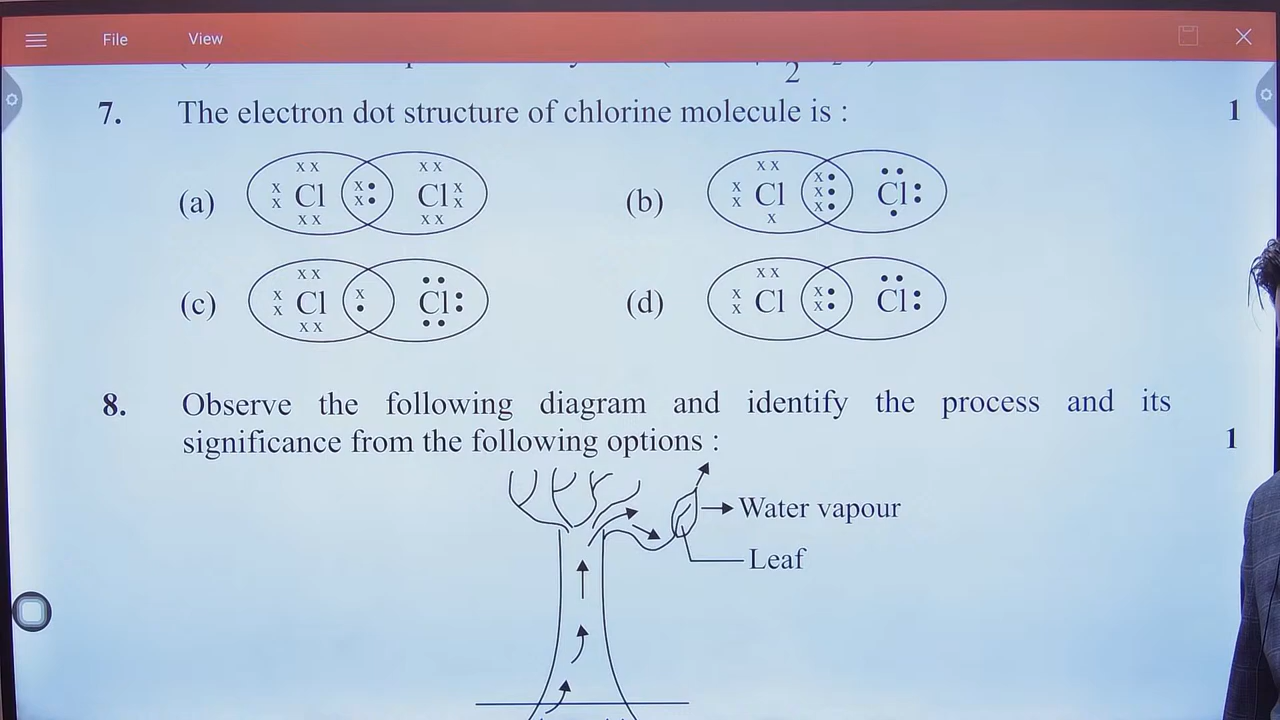 File View
2
7. The electron dot structure of chlorine molecule is : 1
(a) x x x x Cl x x x x x x Cl x x x x
(b) x x x x Cl x x x x Cl
(c) x x x x Cl x x x Cl
(d) x x x x Cl x x Cl
8. Observe the following diagram and identify the process and its
significance from the following options : 1
Water vapour
Leaf